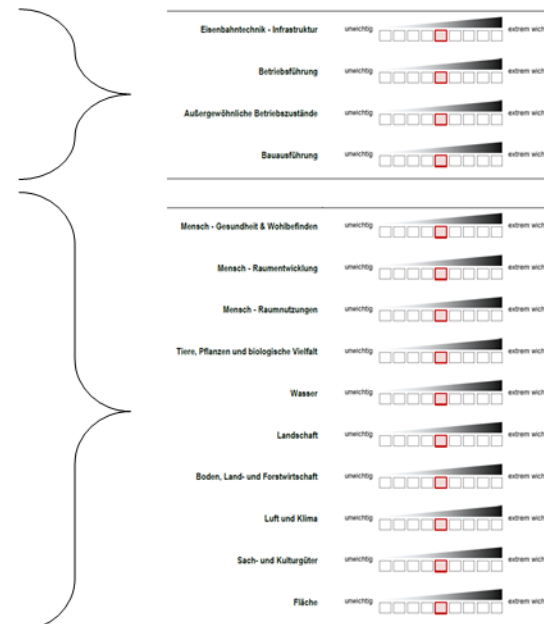 Eisenbahntechnik - Infrastruktur unwichtig extrem wich
Betriebsführung unwichtig extrem wich
Außergewöhnliche Betriebszustände unwichtig extrem wich
Bauausführung unwichtig extrem wich
Mensch - Gesundheit & Wohlbefinden unwichtig extrem wich
Mensch - Raumentwicklung unwichtig extrem wich
Mensch - Raumnutzungen unwichtig extrem wich
Tiere, Pflanzen und biologische Vielfalt unwichtig extrem wich
Wasser unwichtig extrem wich
Landschaft unwichtig extrem wich
Boden, Land- und Forstwirtschaft unwichtig extrem wich
Luft und Klima unwichtig extrem wich
Sach- und Kulturgüter unwichtig extrem wich
Fläche unwichtig extrem wich